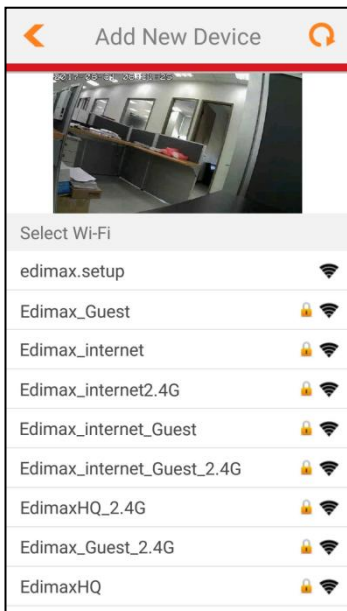 Add New Device
Select Wi-Fi
edimax.setup
Edimax_Guest
Edimax_internet
Edimax_internet2.4G
Edimax_internet_Guest
Edimax_internet_Guest_2.4G
EdimaxHQ_2.4G
Edimax_Guest_2.4G
EdimaxHQ